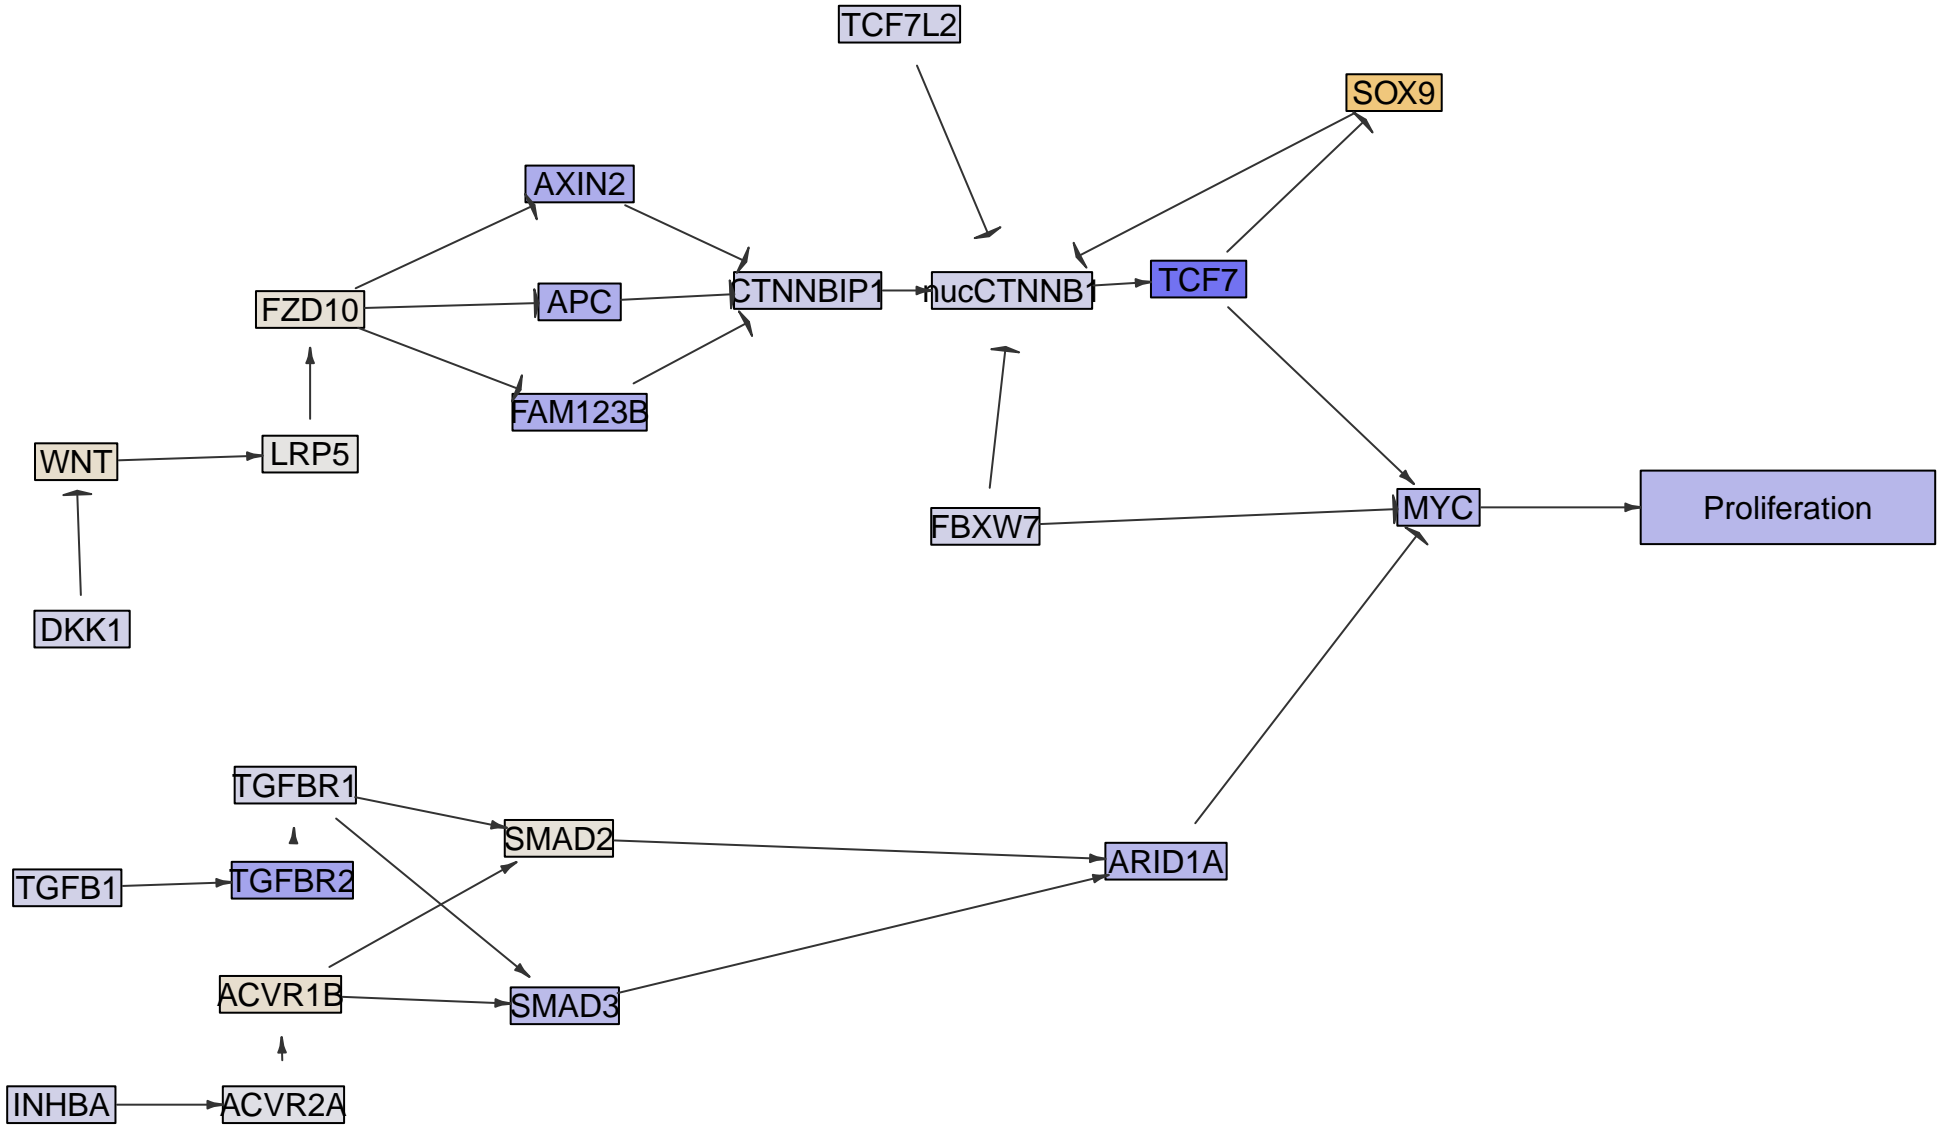 TCF7L2
SOX9
AXIN2
TCF7
CTNNBIP1
nucCTNNB1
APC
FZD10
FAM123B
LRP5
WNT
MYC
Proliferation
FBXW7
DKK1
TGFBR1
SMAD2
ARID1A
TGFBR2
TGFB1
ACVR1B
SMAD3
INHBA
ACVR2A